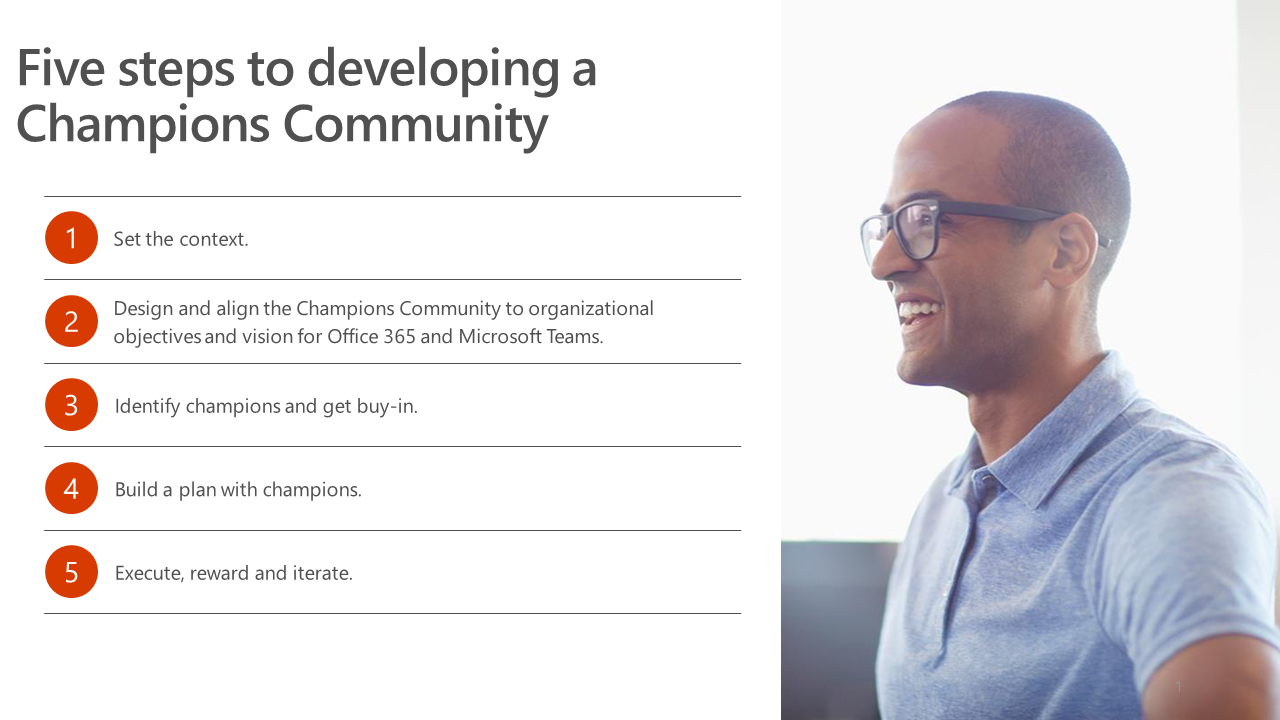 Five steps to developing a
Champions Community
1
Set the context.
2
Design and align the Champions Community to organizational
objectives and vision for Office 365 and Microsoft Teams.
3
Identify champions and get buy-in.
4
Build a plan with champions.
5
Execute, reward and iterate.
1